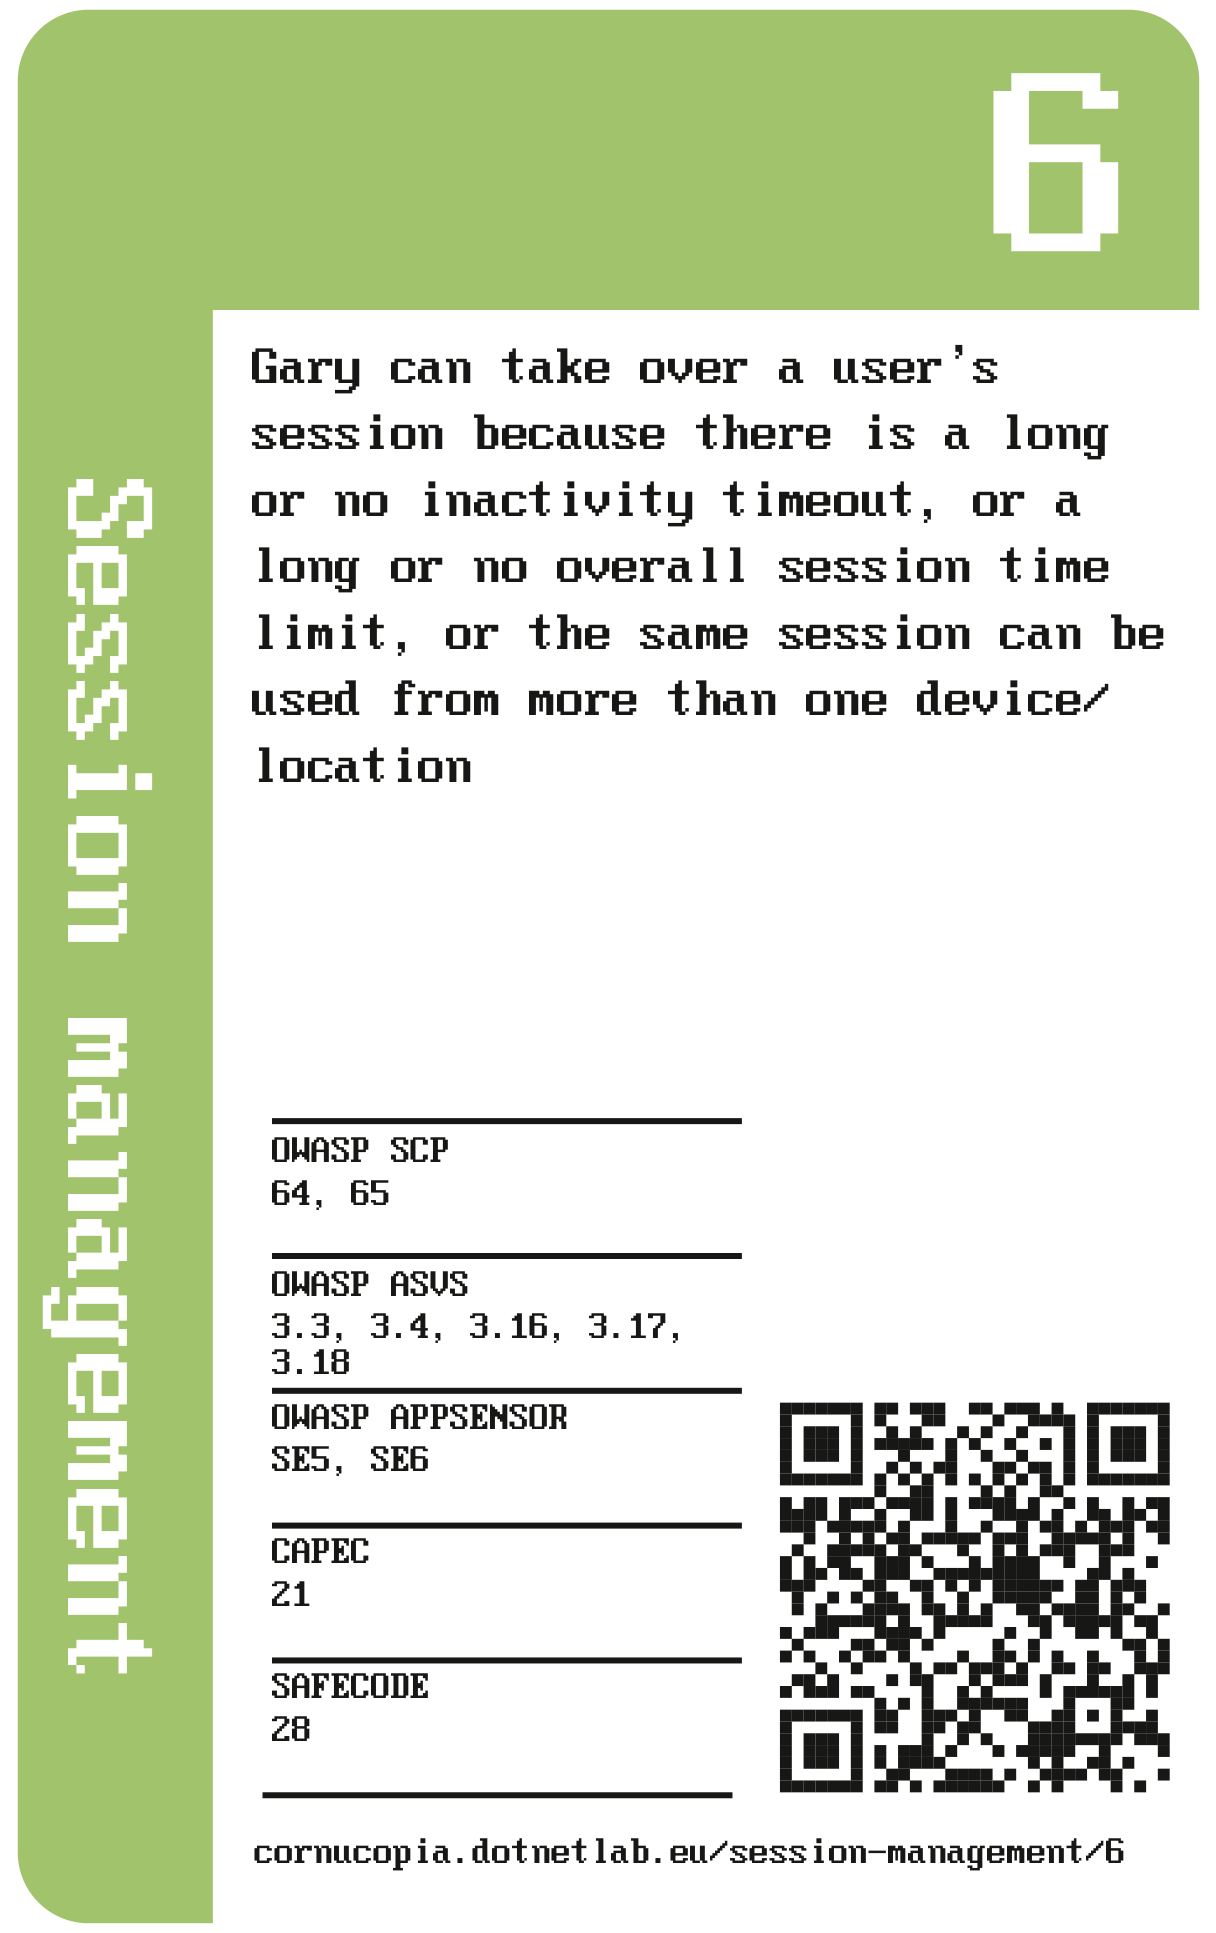 6
Session management
Gary can take over a user's
session because there is a long
or no inactivity timeout, or a
long or no overall session time
limit, or the same session can be
used from more than one device/
location
OWASP SCP
64, 65
OWASP ASVS
3.3, 3.4, 3.16, 3.17,
3.18
OWASP APPSENSOR
SE5, SE6
CAPEC
21
SAFECODE
28
cornucopia.dotnetlab.eu/session-management/6